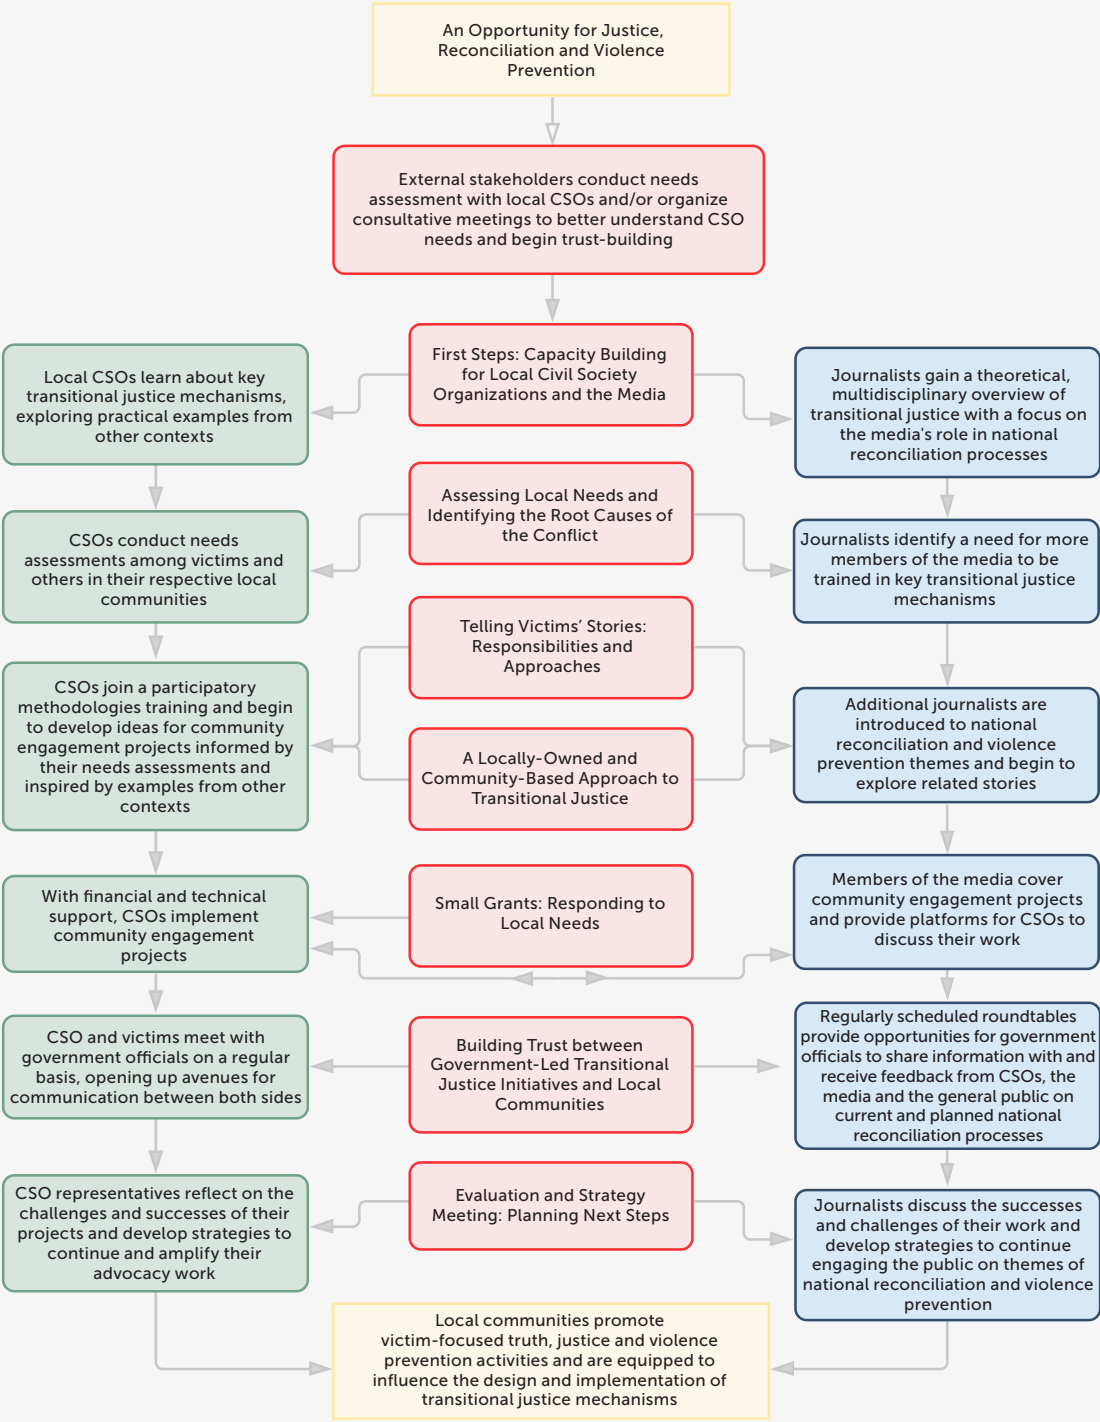 An Opportunity for Justice,
Reconciliation and Violence
Prevention
External stakeholders conduct needs
assessment with local CSOs and/or organize
consultative meetings to better understand CSO
needs and begin trust-building
First Steps: Capacity Building
for Local Civil Society
Organizations and the Media
Local CSOs learn about key
transitional justice mechanisms,
exploring practical examples from
other contexts
Journalists gain a theoretical,
multidisciplinary overview of
transitional justice with a focus on
the media's role in national
reconciliation processes
Assessing Local Needs and
Identifying the Root Causes of
the Conflict
CSOs conduct needs
assessments among victims and
others in their respective local
communities
Journalists identify a need for more
members of the media to be
trained in key transitional justice
mechanisms
Telling Victims’ Stories:
Responsibilities and
Approaches
A Locally-Owned and
Community-Based Approach to
Transitional Justice
CSOs join a participatory
methodologies training and begin
to develop ideas for community
engagement projects informed by
their needs assessments and
inspired by examples from other
contexts
Additional journalists are
introduced to national
reconciliation and violence
prevention themes and begin to
explore related stories
Small Grants: Responding to
Local Needs
With financial and technical
support, CSOs implement
community engagement
projects
Members of the media cover
community engagement projects
and provide platforms for CSOs to
discuss their work
Building Trust between
Government-Led Transitional
Justice Initiatives and Local
Communities
CSO and victims meet with
government officials on a regular
basis, opening up avenues for
communication between both sides
Regularly scheduled roundtables
provide opportunities for government
officials to share information with and
receive feedback from CSOs, the
media and the general public on
current and planned national
reconciliation processes
Evaluation and Strategy
Meeting: Planning Next Steps
CSO representatives reflect on the
challenges and successes of their
projects and develop strategies to
continue and amplify their
advocacy work
Journalists discuss the successes
and challenges of their work and
develop strategies to continue
engaging the public on themes of
national reconciliation and violence
prevention
Local communities promote
victim-focused truth, justice and violence
prevention activities and are equipped to
influence the design and implementation of
transitional justice mechanisms